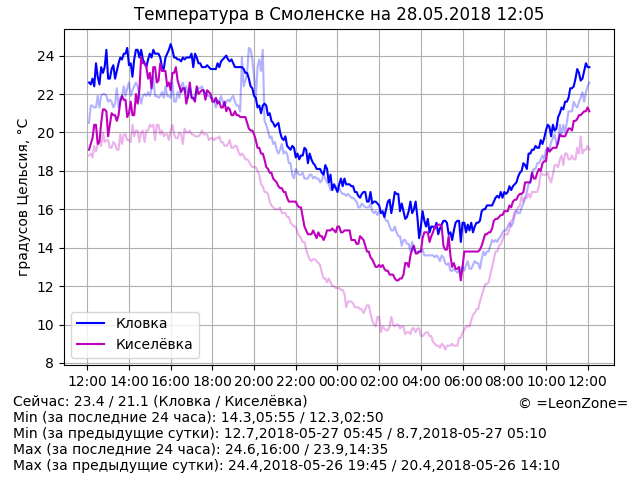 Температура в Смоленске на 28.05.2018 12:05
градусов Цельсия, °C
24
22
20
18
16
14
12
10
8
Кловка
Киселёвка
12:00 14:00 16:00 18:00 20:00 22:00 00:00 02:00 04:00 06:00 08:00 10:00 12:00
Сейчас: 23.4 / 21.1 (Кловка / Киселёвка)
© =LeonZone=
Min (за последние 24 часа): 14.3,05:55 / 12.3,02:50
Min (за предыдущие сутки): 12.7,2018-05-27 05:45 / 8.7,2018-05-27 05:10
Max (за последние 24 часа): 24.6,16:00 / 23.9,14:35
Max (за предыдущие сутки): 24.4,2018-05-26 19:45 / 20.4,2018-05-26 14:10